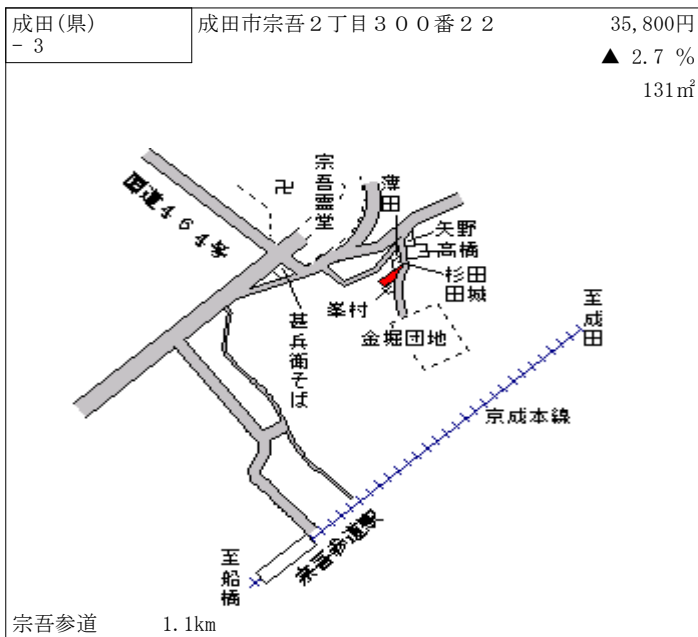 成田(県)
- 3
成田市宗吾２丁目３００番２２
35,800円
▲ 2.7 %
131㎡
国道４６４号
卍
宗吾霊堂
薄田
矢野
高橋
杉田
田城
峯村
金堀団地
甚兵衛そば
至成田
京成本線
宗吾参道駅
至船橋
宗吾参道 1.1km